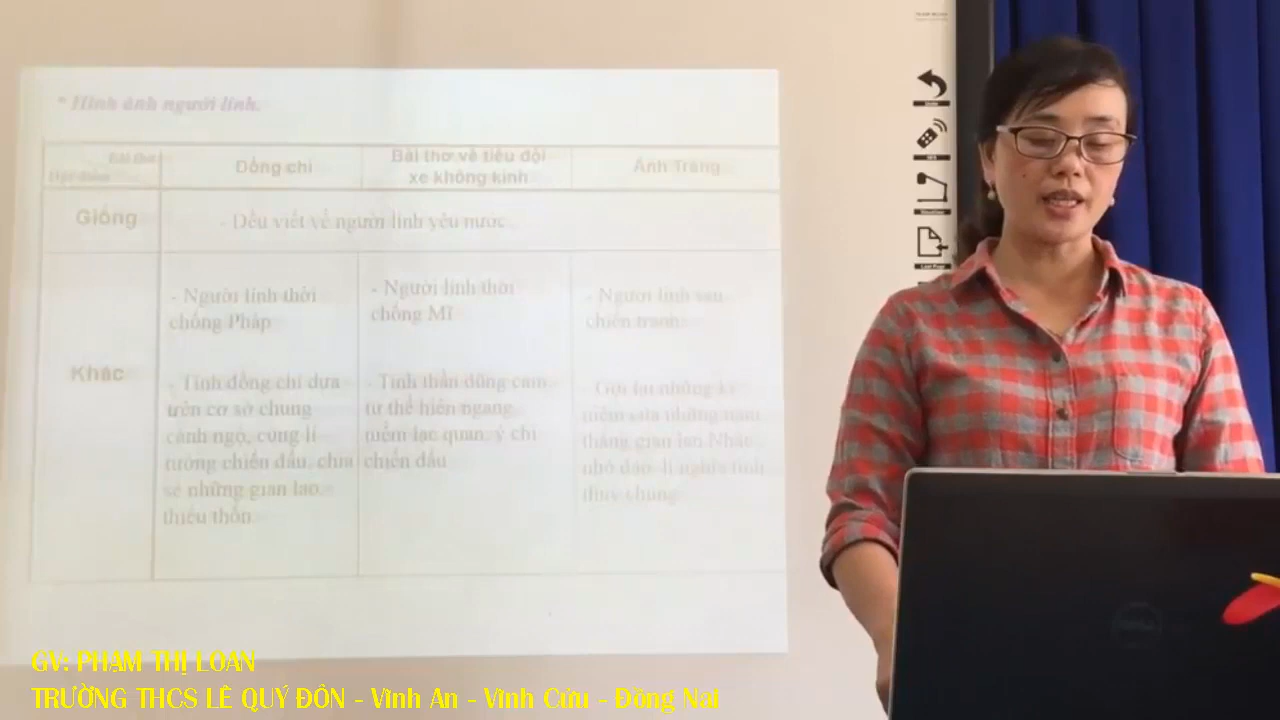 * Hình ảnh người lính.
Bài thơ
Đồng chí
Bài thơ về tiểu đội
xe không kính
Ánh Trăng
Giống
- Đều viết về người lính yêu nước
Khác
- Người lính thời
chống Pháp
- Tình đồng chí dựa
trên cơ sở chung
cảnh ngộ, cùng lí
tưởng chiến đấu, chia
sẻ những gian lao,
thiếu thốn
- Người lính thời
chống Mĩ
- Tinh thần dũng cảm
tư thế hiên ngang,
niềm lạc quan, ý chí
chiến đấu
- Người lính sau
chiến tranh
- Gợi lại những kỷ
niệm của những năm
tháng gian lao. Nhắc
nhở đạo lí nghĩa tình
thủy chung
GV: PHẠM THỊ LOAN
TRƯỜNG THCS LÊ QUÝ ĐÔN - Vĩnh An - Vĩnh Cửu - Đồng Nai